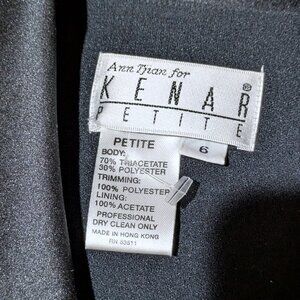 Ann Tjian for
KENAR®
PETITE
6
PETITE
BODY:
70% TRIACETATE
30% POLYESTER
TRIMMING:
100% POLYESTER
LINING:
100% ACETATE
PROFESSIONAL
DRY CLEAN ONLY
MADE IN HONG KONG
RN 53511